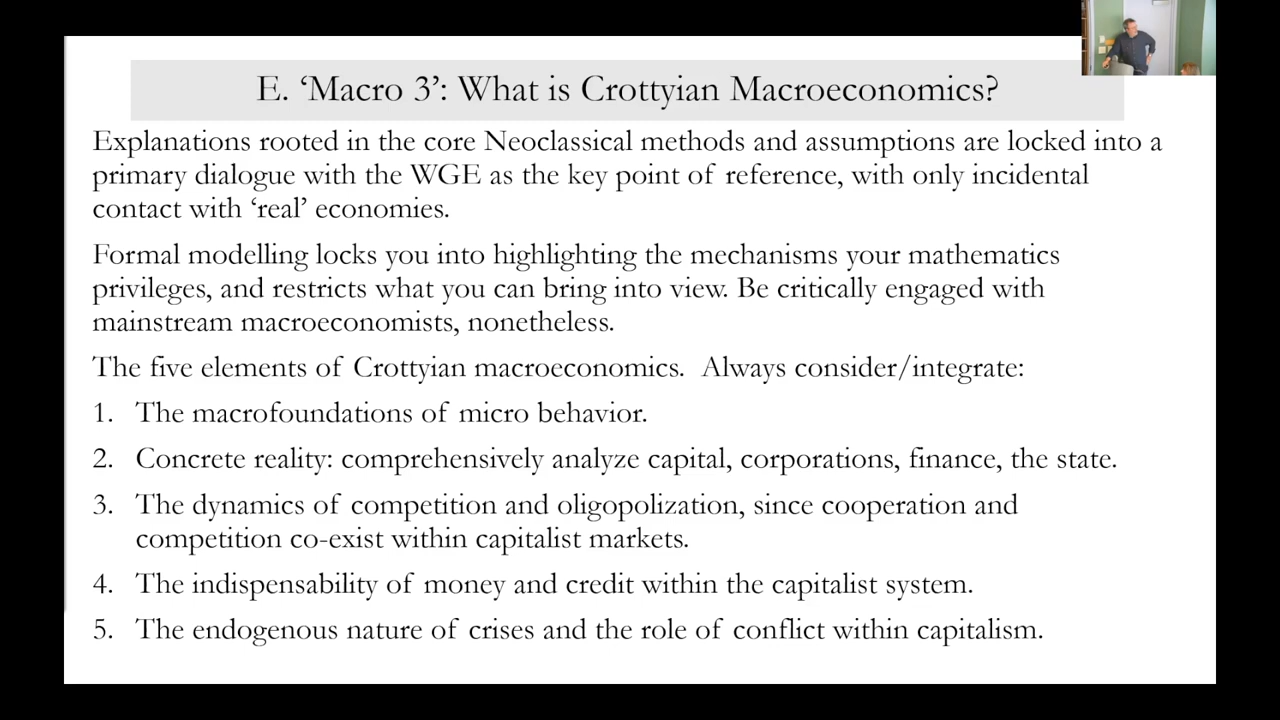 E. ‘Macro 3’: What is Crottyian Macroeconomics?
Explanations rooted in the core Neoclassical methods and assumptions are locked into a
primary dialogue with the WGE as the key point of reference, with only incidental
contact with ‘real’ economies.
Formal modelling locks you into highlighting the mechanisms your mathematics
privileges, and restricts what you can bring into view. Be critically engaged with
mainstream macroeconomists, nonetheless.
The five elements of Crottyian macroeconomics.  Always consider/integrate:
1. The macrofoundations of micro behavior.
2. Concrete reality: comprehensively analyze capital, corporations, finance, the state.
3. The dynamics of competition and oligopolization, since cooperation and
competition co-exist within capitalist markets.
4. The indispensability of money and credit within the capitalist system.
5. The endogenous nature of crises and the role of conflict within capitalism.